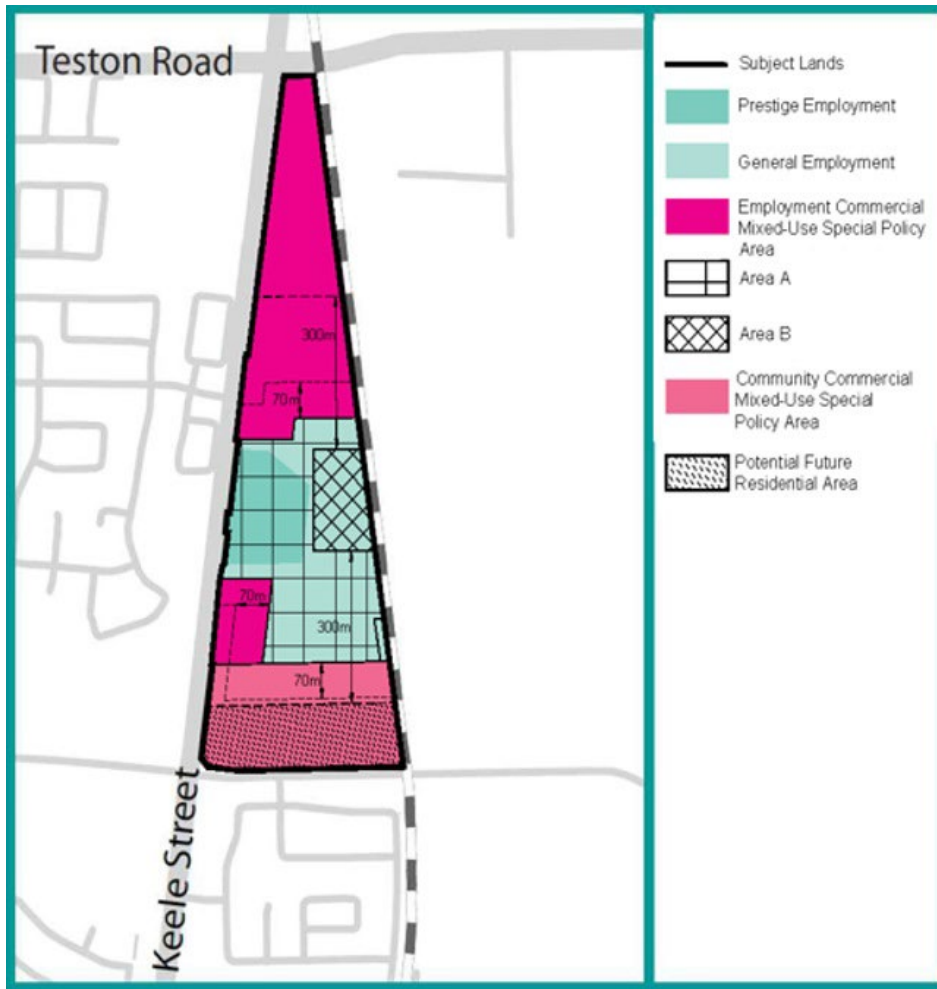 Teston Road
Subject Lands
Prestige Employment
General Employment
Employment Commercial
Mixed-Use Special Policy
Area
Area A
Area B
Community Commercial
Mixed-Use Special
Policy Area
Potential Future
Residential Area
300m
70m
70m
300m
70m
Keele Street